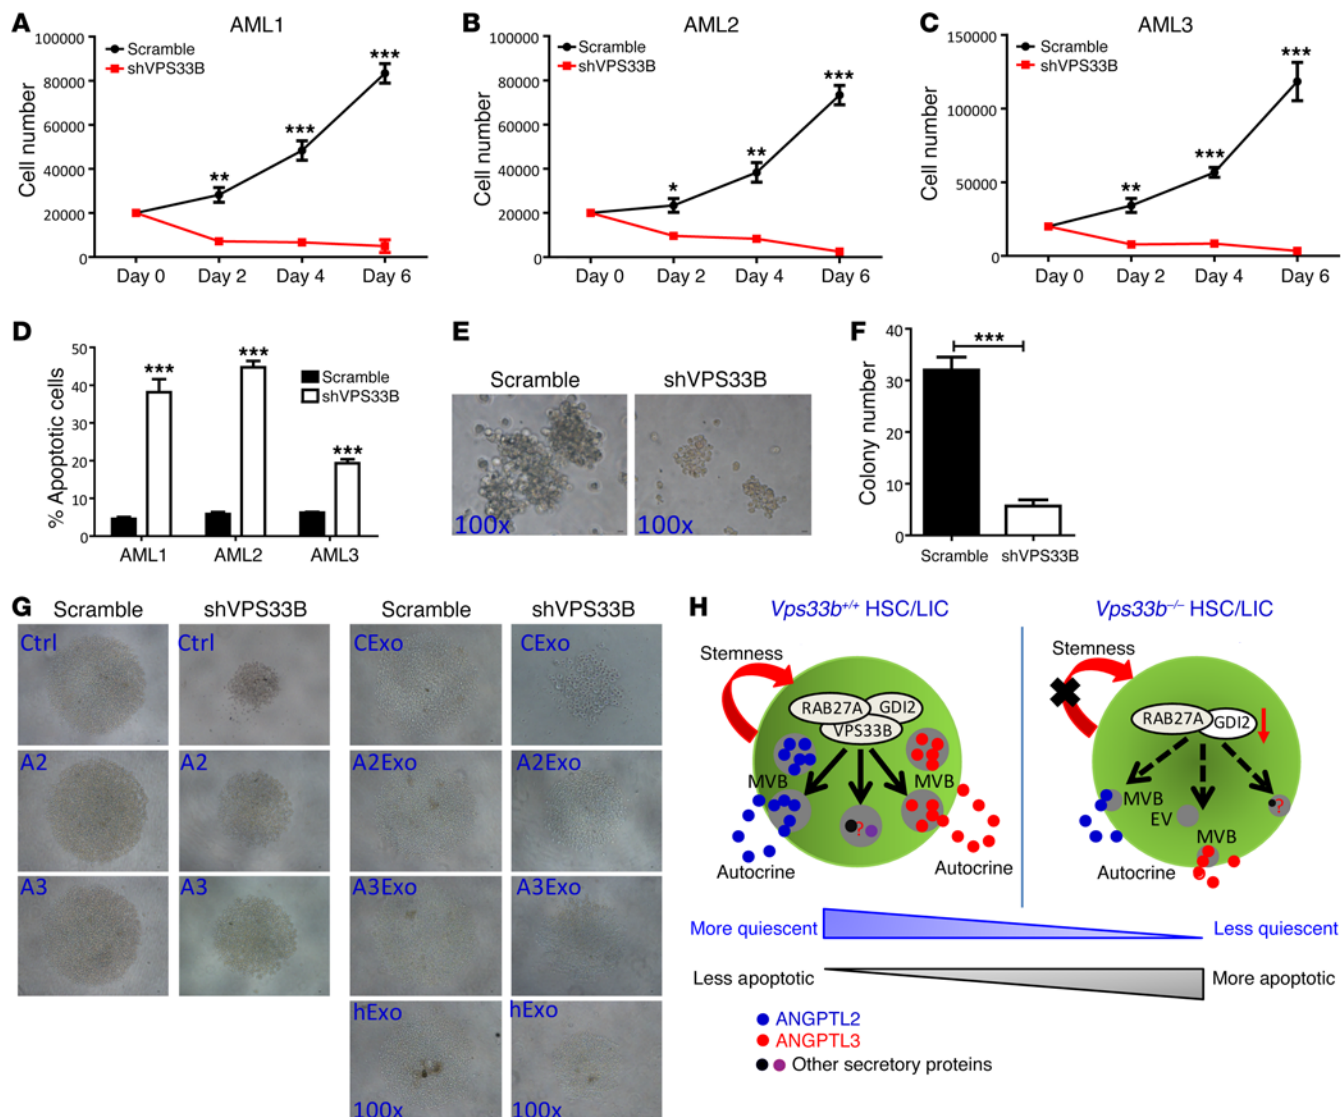 A
AML1
100000
80000
60000
40000
20000
0
Cell number
Scramble
shVPS33B
**
***
***
Day 0 Day 2 Day 4 Day 6
B
AML2
100000
80000
60000
40000
20000
0
Cell number
Scramble
shVPS33B
*
**
***
Day 0 Day 2 Day 4 Day 6
C
AML3
150000
100000
50000
0
Cell number
Scramble
shVPS33B
**
***
***
Day 0 Day 2 Day 4 Day 6
D
50
40
30
20
10
0
% Apoptotic cells
Scramble
shVPS33B
***
***
***
AML1 AML2 AML3
E
Scramble shVPS33B
100x 100x
F
40
30
20
10
0
Colony number
***
Scramble shVPS33B
G
Scramble shVPS33B Scramble shVPS33B
Ctrl Ctrl CExo CExo
A2 A2 A2Exo A2Exo
A3 A3 A3Exo A3Exo
hExo hExo
100x 100x
H
Vps33b+/+ HSC/LIC
Stemness
RAB27A GDI2
VPS33B
MVB MVB
?
Autocrine Autocrine
Vps33b–/– HSC/LIC
Stemness
RAB27A GDI2
MVB
EV
?
MVB
Autocrine
More quiescent Less quiescent
Less apoptotic More apoptotic
ANGPTL2
ANGPTL3
Other secretory proteins